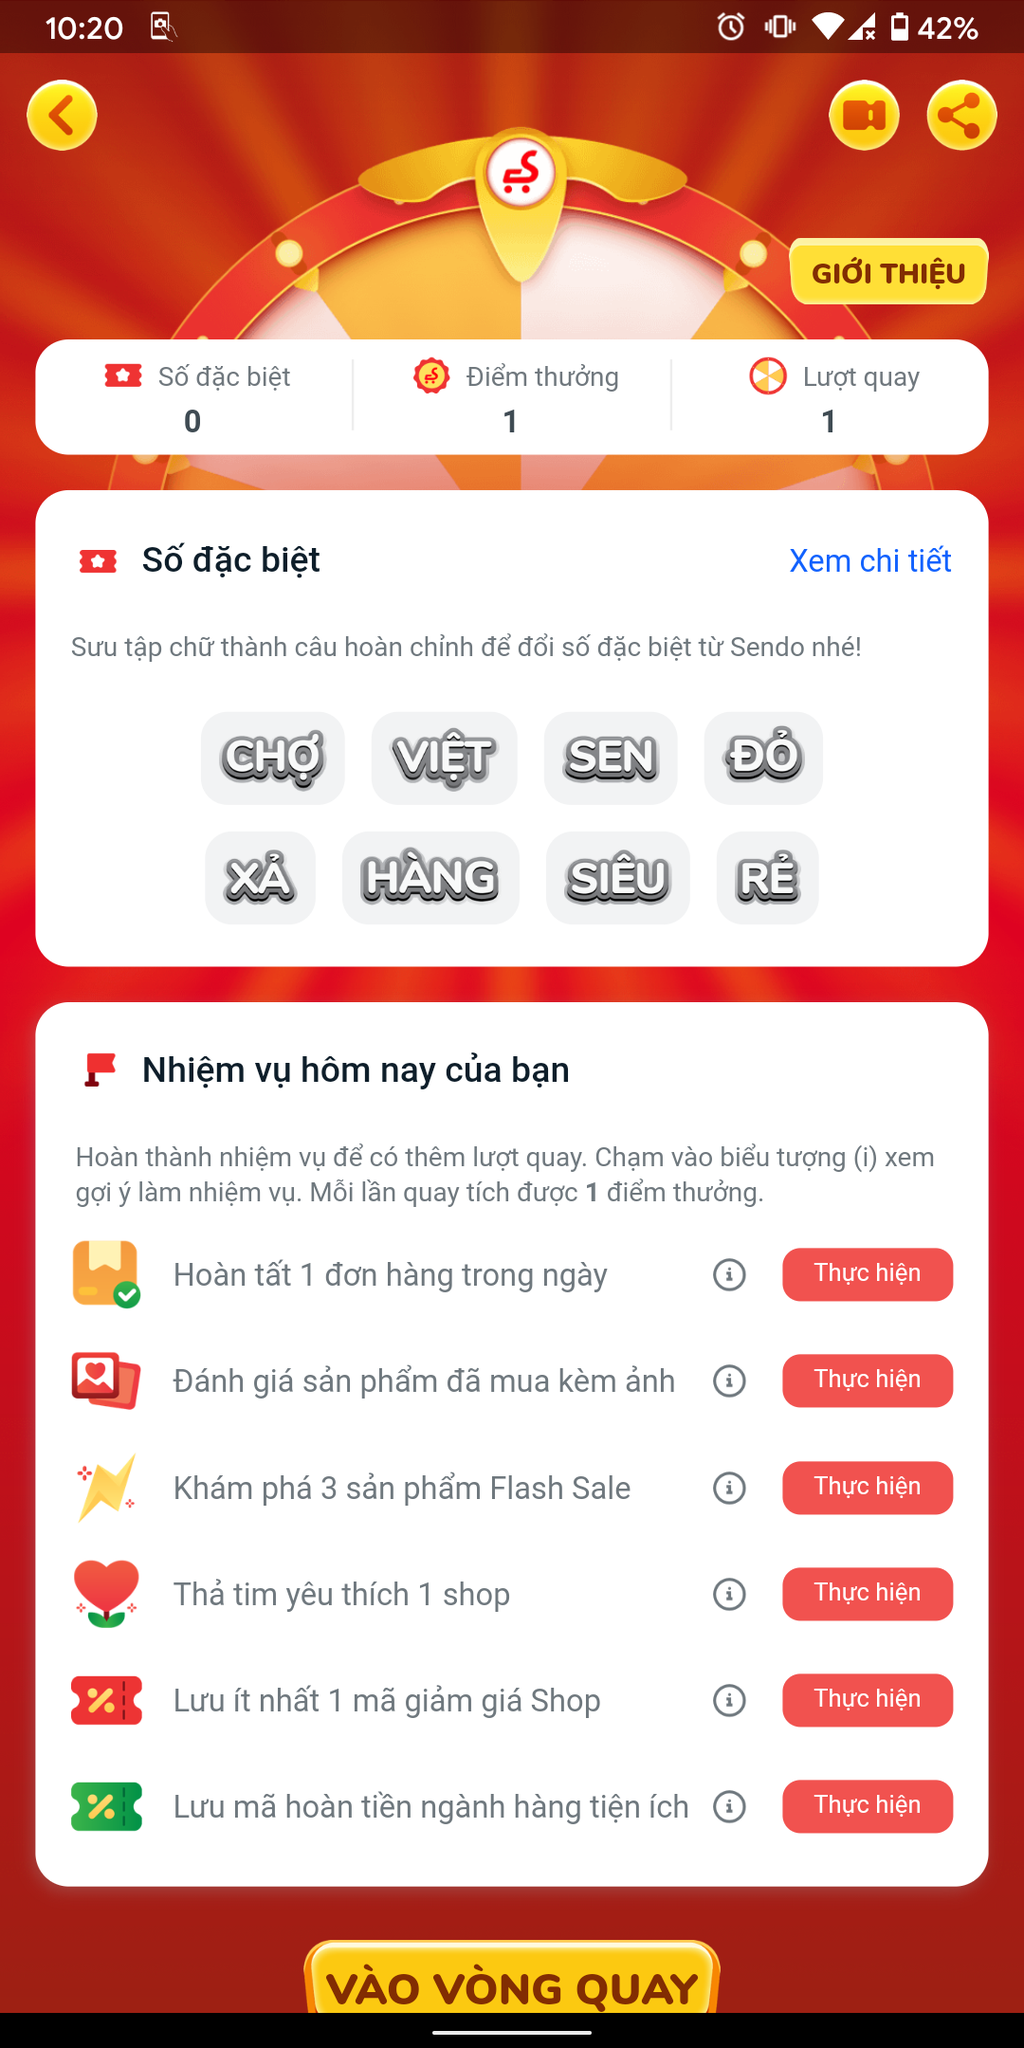 10:20
42%
GIỚI THIỆU
Số đặc biệt
0
Điểm thưởng
1
Lượt quay
1
Số đặc biệt
Xem chi tiết
Sưu tập chữ thành câu hoàn chỉnh để đổi số đặc biệt từ Sendo nhé!
CHỢ VIỆT SEN ĐỎ
XẢ HÀNG SIÊU RẺ
Nhiệm vụ hôm nay của bạn
Hoàn thành nhiệm vụ để có thêm lượt quay. Chạm vào biểu tượng (i) xem
gợi ý làm nhiệm vụ. Mỗi lần quay tích được 1 điểm thưởng.
Hoàn tất 1 đơn hàng trong ngày
Thực hiện
Đánh giá sản phẩm đã mua kèm ảnh
Thực hiện
Khám phá 3 sản phẩm Flash Sale
Thực hiện
Thả tim yêu thích 1 shop
Thực hiện
Lưu ít nhất 1 mã giảm giá Shop
Thực hiện
Lưu mã hoàn tiền ngành hàng tiện ích
Thực hiện
VÀO VÒNG QUAY